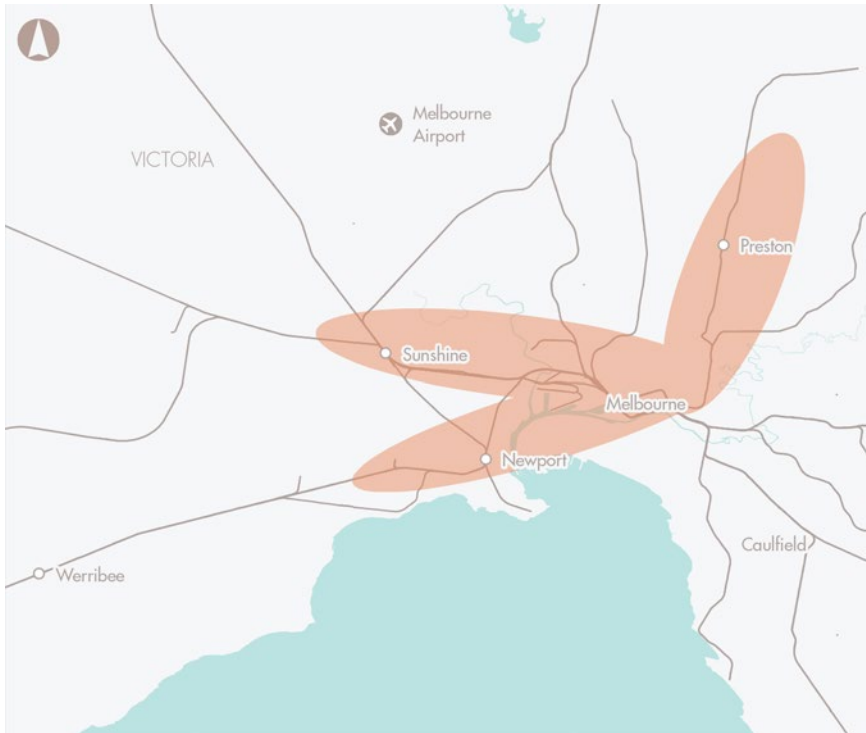 Melbourne
Airport
VICTORIA
Preston
Sunshine
Melbourne
Newport
Caulfield
Werribee